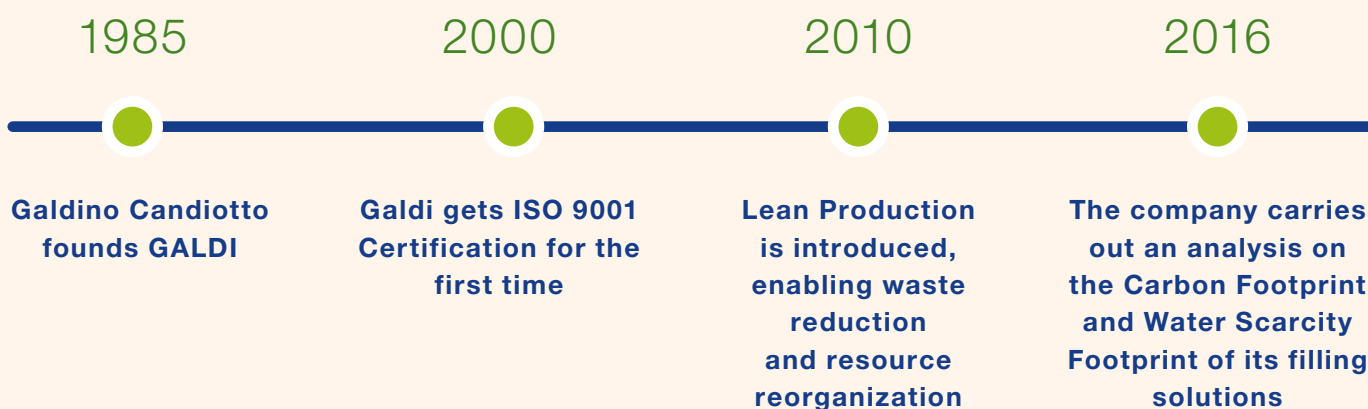 1985
Galdino Candiotto
founds GALDI
2000
Galdi gets ISO 9001
Certification for the
first time
2010
Lean Production
is introduced,
enabling waste
reduction
and resource
reorganization
2016
The company carries
out an analysis on
the Carbon Footprint
and Water Scarcity
Footprint of its filling
solutions